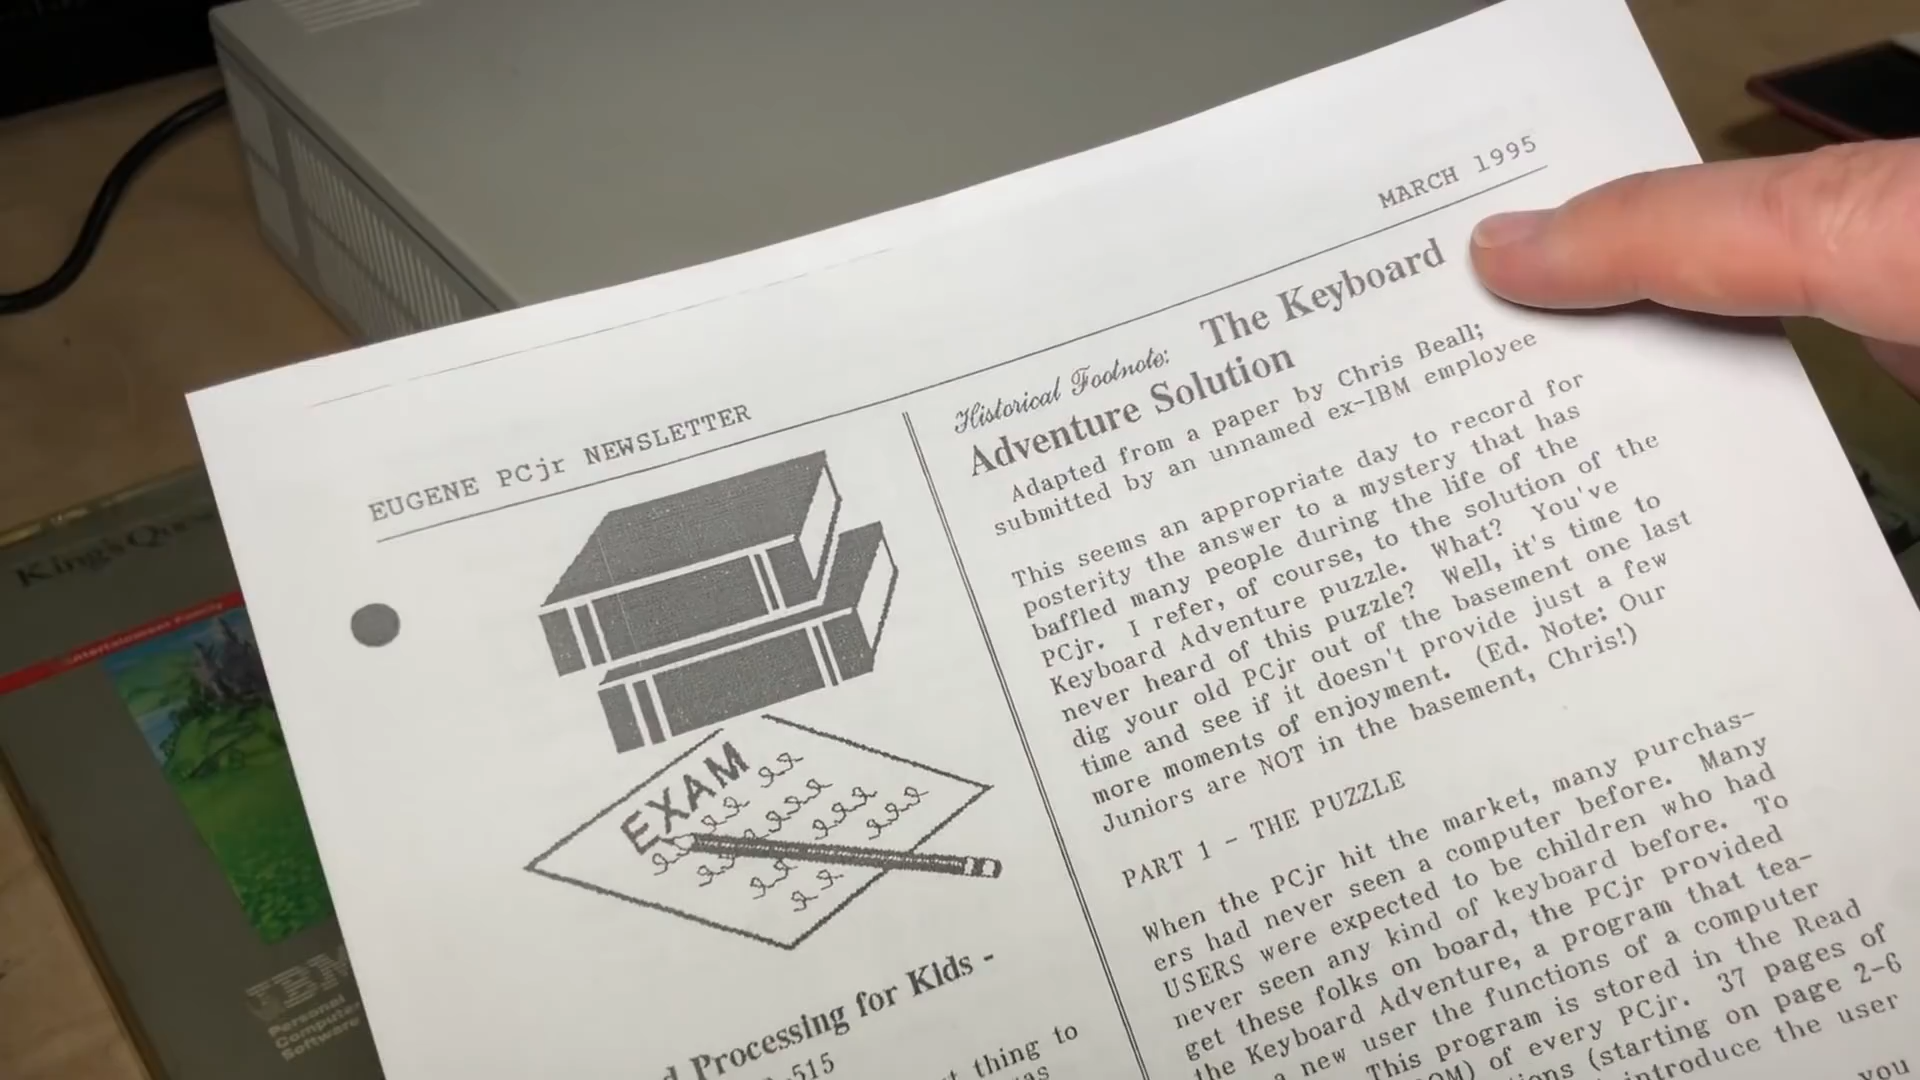 EUGENE PCjr NEWSLETTER
MARCH 1995
EXAM
Processing for Kids -
-515
thing to
Historical Footnote: The Keyboard
Adventure Solution
Adapted from a paper by Chris Beall;
submitted by an unnamed ex-IBM employee
This seems an appropriate day to record for
posterity the answer to a mystery that has
baffled many people during the life of the
PCjr. I refer, of course, to the solution of the
Keyboard Adventure puzzle. What? You've
never heard of this puzzle? Well, it's time to
dig your old PCjr out of the basement one last
time and see if it doesn't provide just a few
more moments of enjoyment. (Ed. Note: Our
Juniors are NOT in the basement, Chris!)
PART 1 - THE PUZZLE
When the PCjr hit the market, many purchas-
ers had never seen a computer before. Many
USERS were expected to be children who had
never seen any kind of keyboard before. To
get these folks on board, the PCjr provided
the Keyboard Adventure, a program that tea-
a new user the functions of a computer
This program is stored in the Read
of every PCjr. 37 pages of
(starting on page 2-6
introduce the user
you
King's Que
Entertainment Family
IBM
Personal
Computer
Software